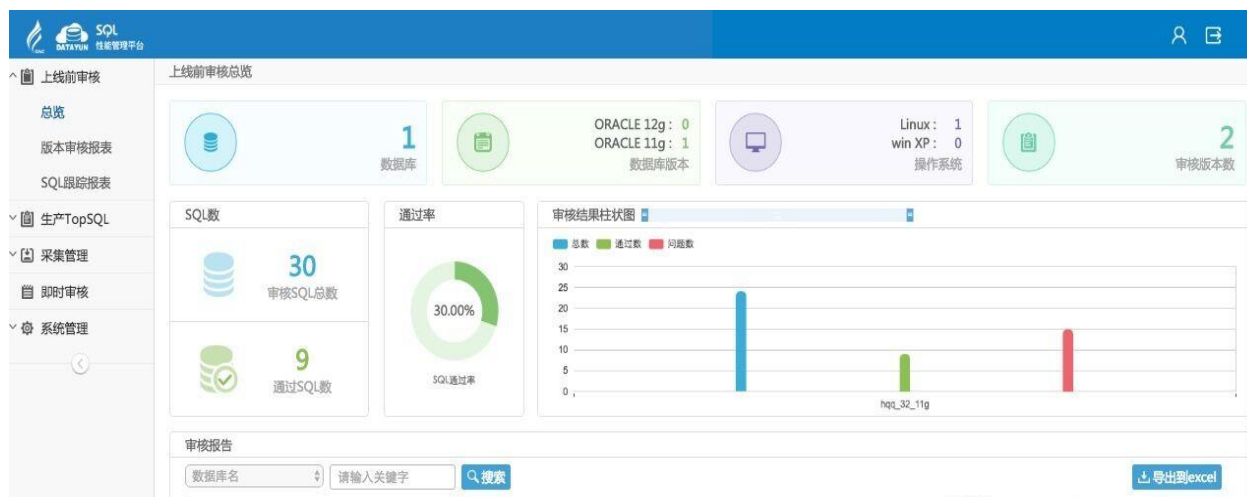 SQL
DATAYUN 性能管理平台
上线前审核
总览
版本审核报表
SQL跟踪报表
生产TopSQL
采集管理
即时审核
系统管理
上线前审核总览
1
数据库
ORACLE 12g: 0
ORACLE 11g: 1
数据库版本
Linux: 1
win XP: 0
操作系统
2
审核版本数
SQL数
30
审核SQL总数
9
通过SQL数
通过率
30.00%
SQL通过率
审核结果柱状图
总数 通过数 问题数
30
25
20
15
10
5
0
hqq_32_11g
审核报告
数据库名 请输入关键字 搜索 导出到excel